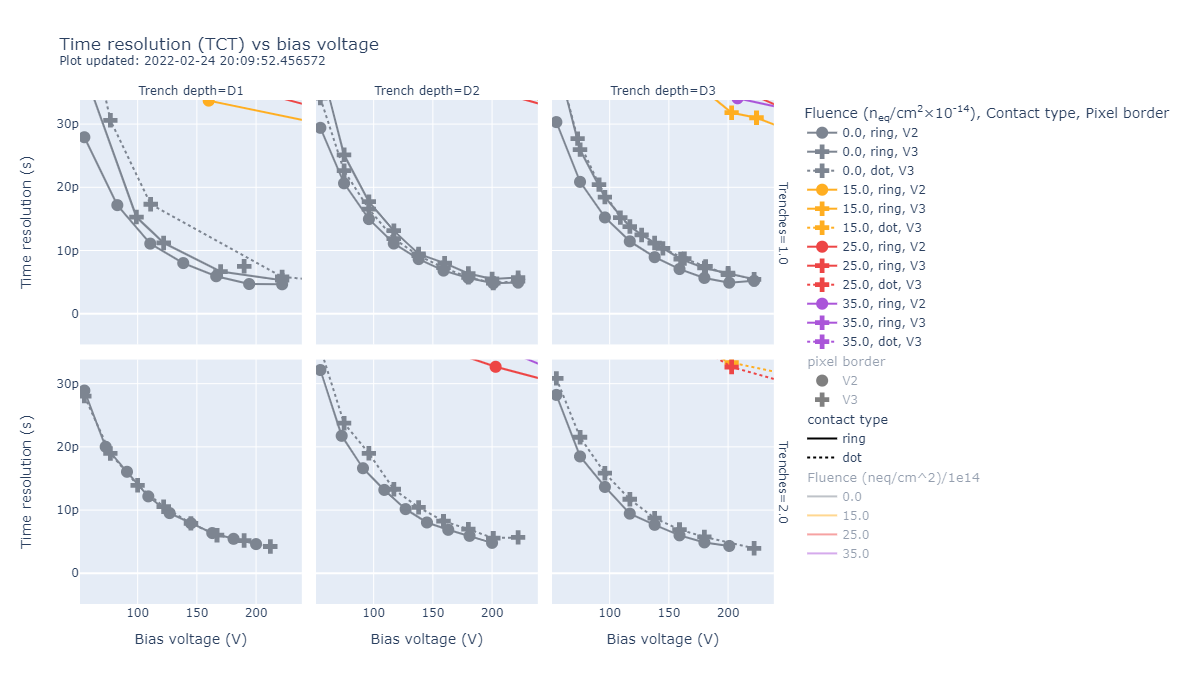 Time resolution (TCT) vs bias voltage
Plot updated: 2022-02-24 20:09:52.456572
Trench depth=D1
Trench depth=D2
Trench depth=D3
Time resolution (s)
30p
20p
10p
0
Trenches=1.0
Time resolution (s)
30p
20p
10p
0
Trenches=2.0
100
150
200
100
150
200
100
150
200
Bias voltage (V)
Bias voltage (V)
Bias voltage (V)
Fluence (neq/cm²×10⁻¹⁴), Contact type, Pixel border
0.0, ring, V2
0.0, ring, V3
0.0, dot, V3
15.0, ring, V2
15.0, ring, V3
15.0, dot, V3
25.0, ring, V2
25.0, ring, V3
25.0, dot, V3
35.0, ring, V2
35.0, ring, V3
35.0, dot, V3
pixel border
V2
V3
contact type
ring
dot
Fluence (neq/cm^2)/1e14
0.0
15.0
25.0
35.0